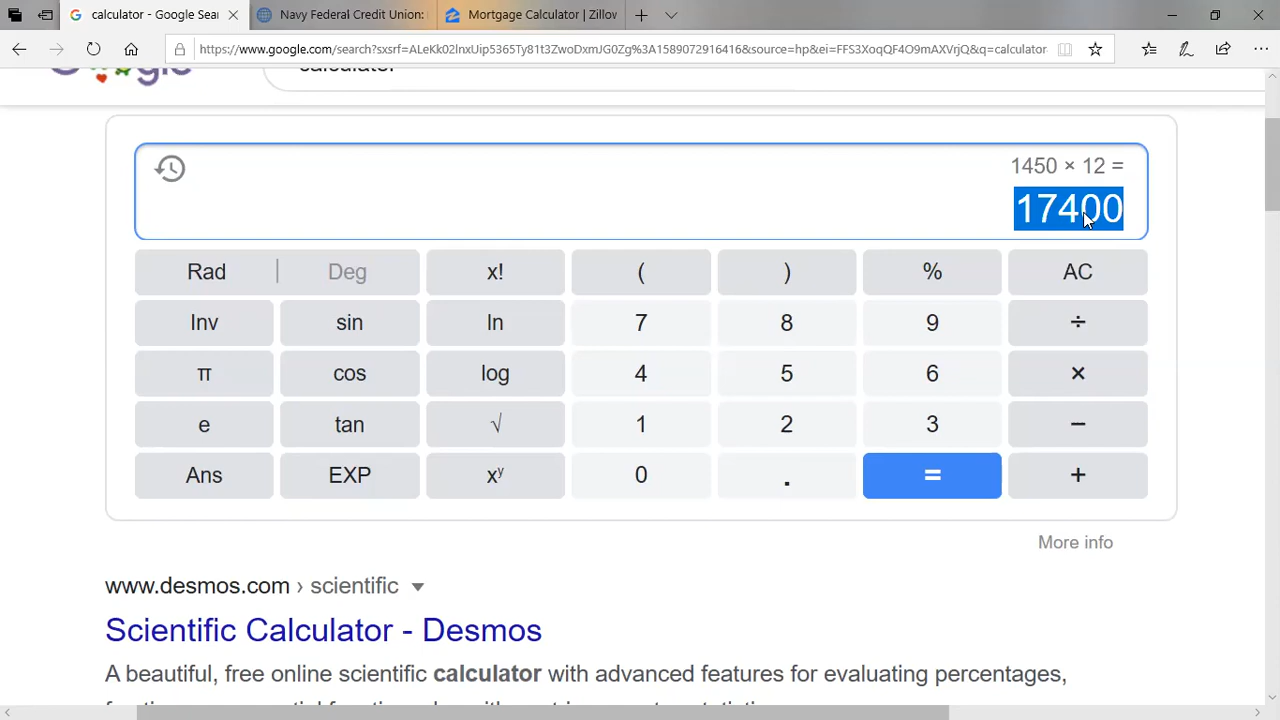 calculator - Google Sear
Navy Federal Credit Union:
Mortgage Calculator | Zillow
https://www.google.com/search?sxsrf=ALeKk02lnxUip5365Ty81t3ZwoDxmJG0Zg%3A1589072916416&source=hp&ei=FFS3XoqQF4O9mAXVrjQ&q=calculator
calculator
1450 × 12 =
17400
Rad | Deg x! ( ) % AC
Inv sin ln 7 8 9 ÷
π cos log 4 5 6 ×
e tan √ 1 2 3 −
Ans EXP xʸ 0 . = +
More info
www.desmos.com › scientific
Scientific Calculator - Desmos
A beautiful, free online scientific calculator with advanced features for evaluating percentages,